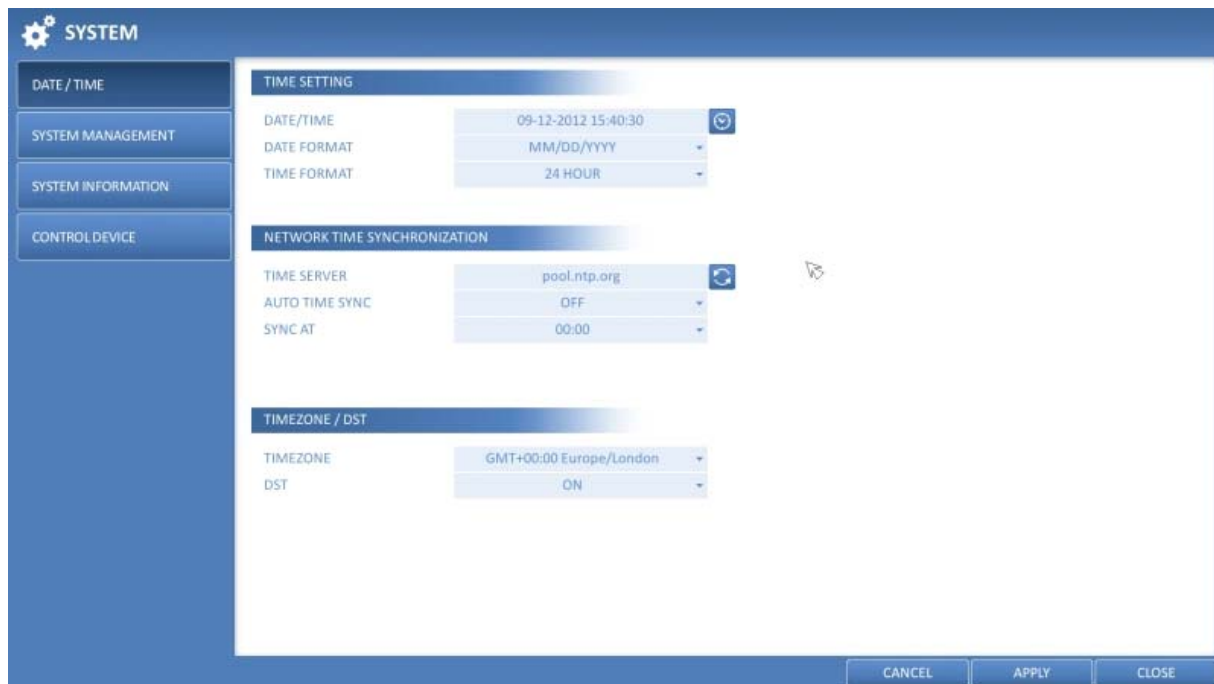 SYSTEM
DATE / TIME
SYSTEM MANAGEMENT
SYSTEM INFORMATION
CONTROL DEVICE
TIME SETTING
DATE/TIME 09-12-2012 15:40:30
DATE FORMAT MM/DD/YYYY
TIME FORMAT 24 HOUR
NETWORK TIME SYNCHRONIZATION
TIME SERVER pool.ntp.org
AUTO TIME SYNC OFF
SYNC AT 00:00
TIMEZONE / DST
TIMEZONE GMT+00:00 Europe/London
DST ON
CANCEL APPLY CLOSE